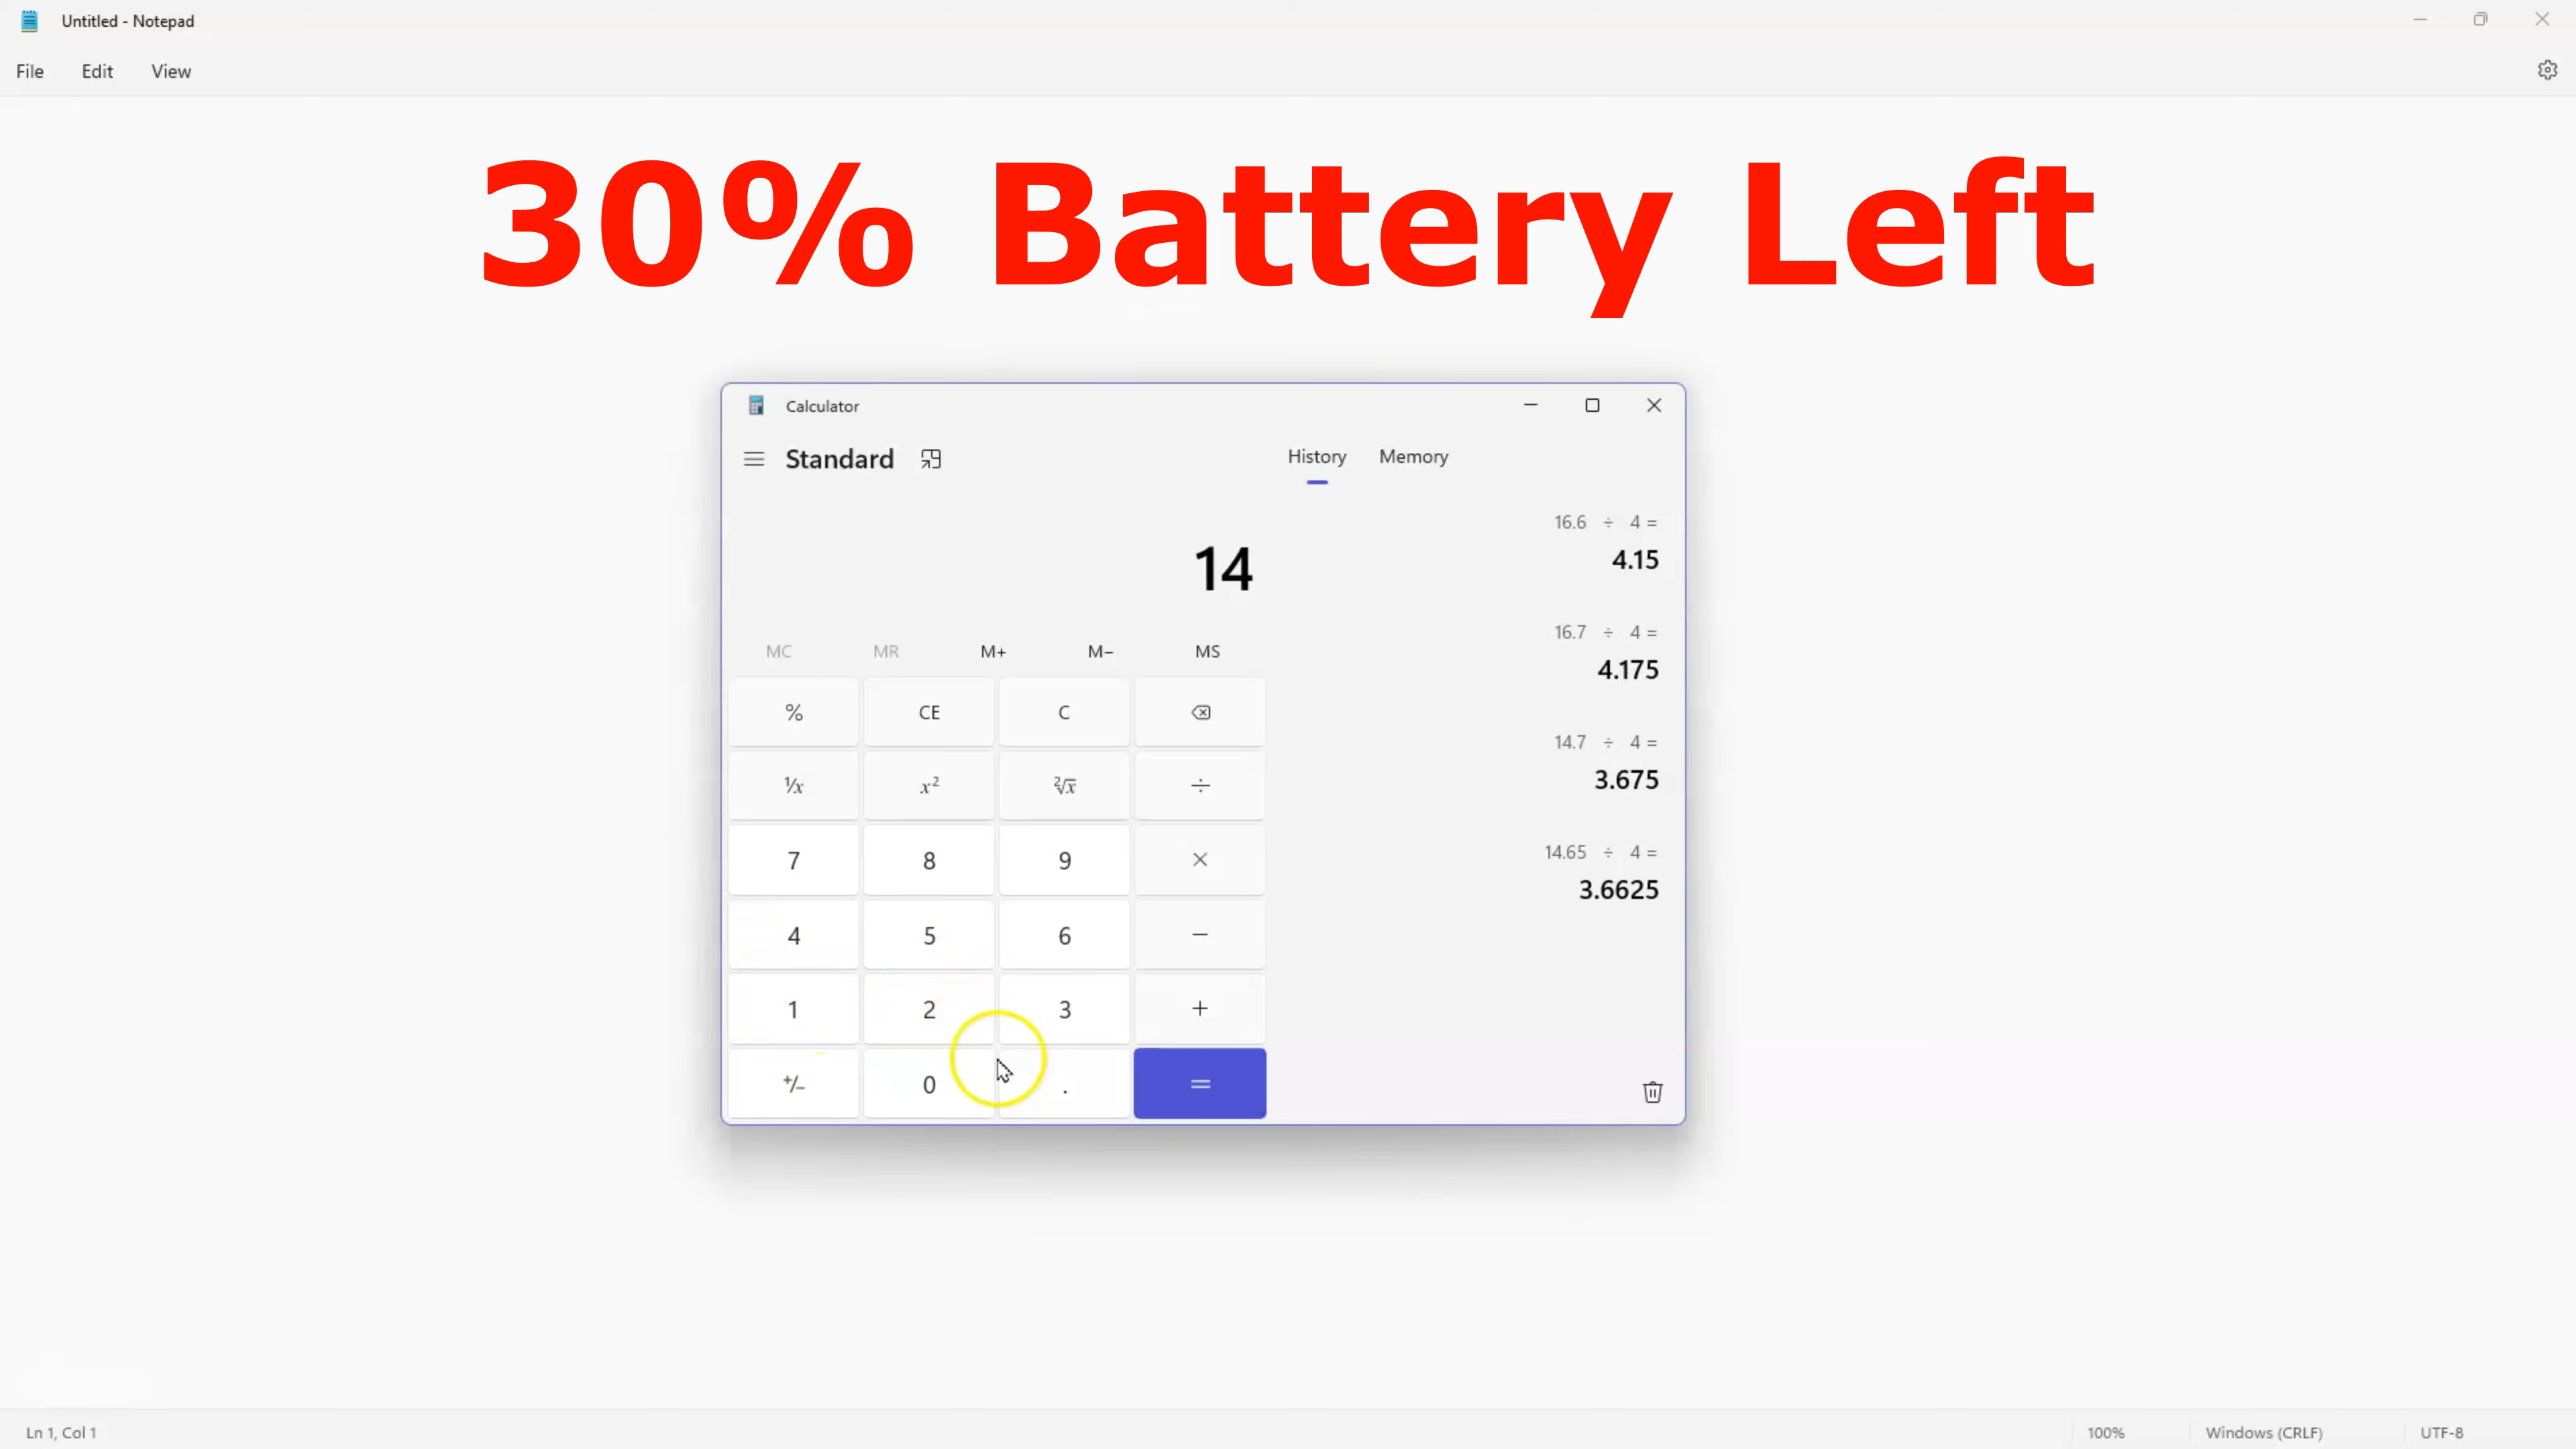 Untitled - Notepad
File Edit View
30% Battery Left
Calculator
Standard
History Memory
14
16.6 ÷ 4 =
4.15
16.7 ÷ 4 =
4.175
14.7 ÷ 4 =
3.675
14.65 ÷ 4 =
3.6625
MC MR M+ M− MS
% CE C
¹/x x² ²√x ÷
7 8 9 ×
4 5 6 −
1 2 3 +
+/− 0 . =
Ln 1, Col 1 100% Windows (CRLF) UTF-8